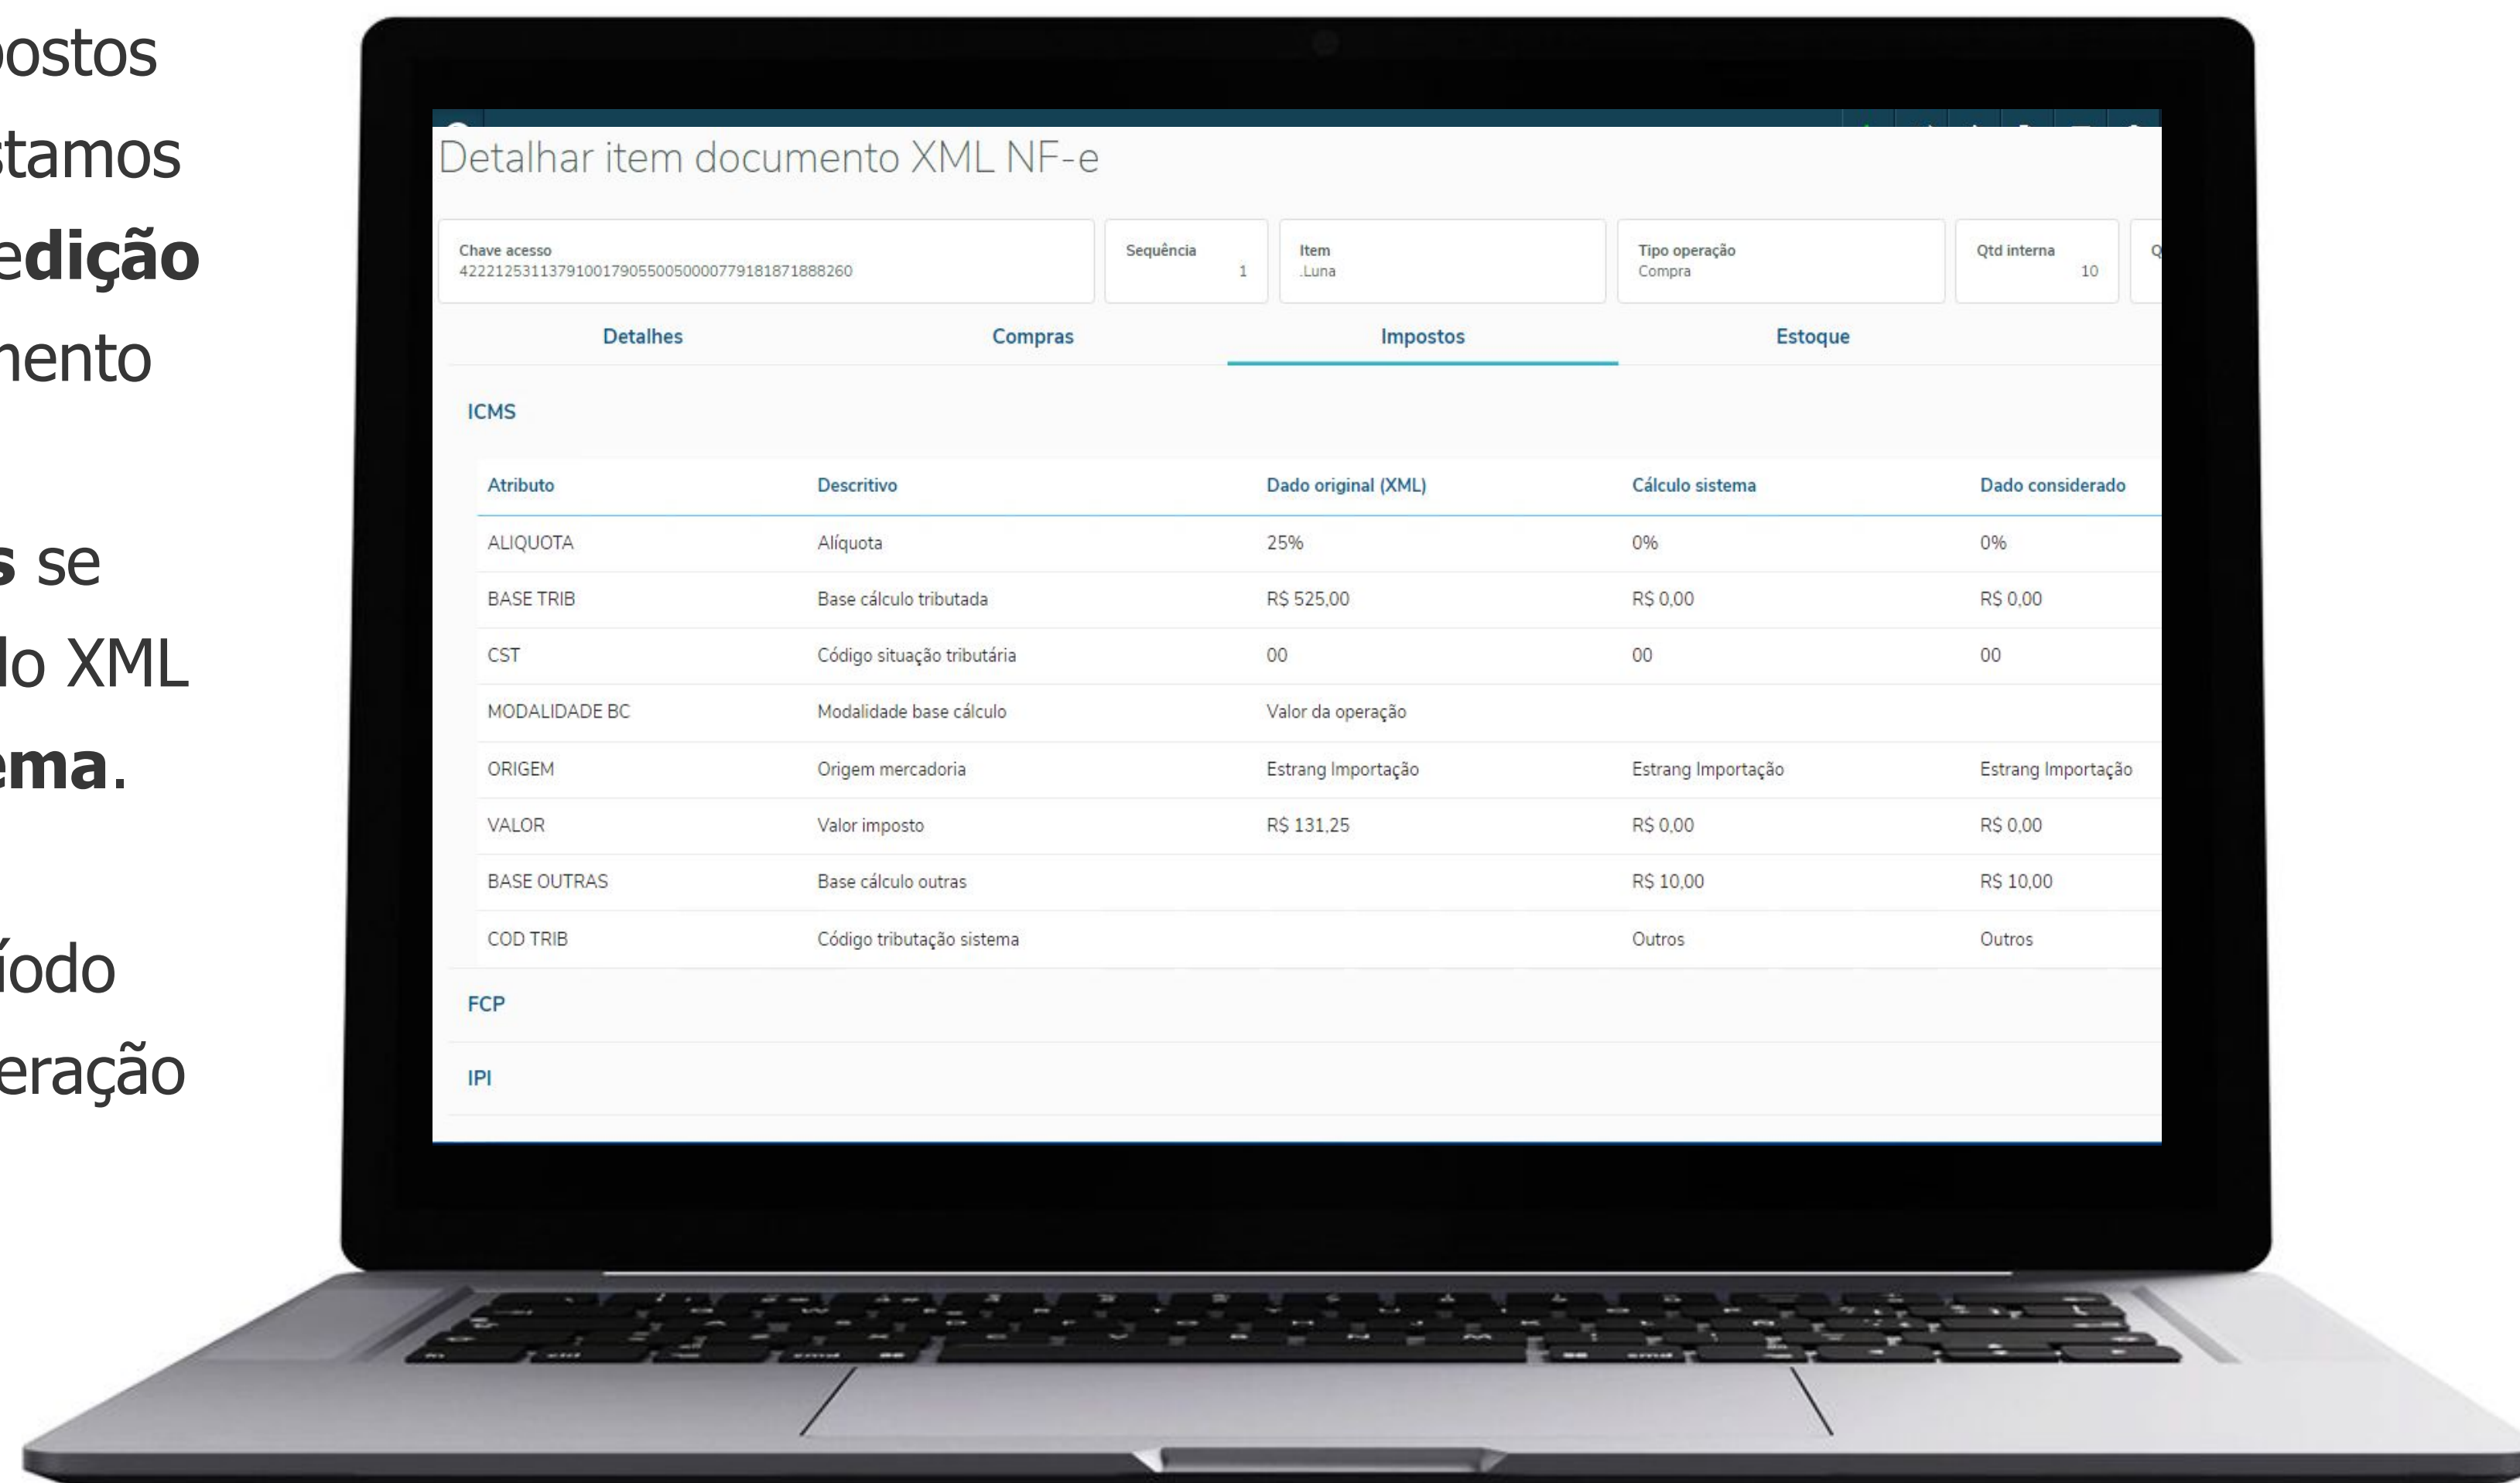 postos
stamos
edição
mento
s se
do XML
ema.
íodo
eração
Detalhar item documento XML NF-e
Chave acesso
42221253113791001790550050000779181871888260
Sequência
1
Item
.Luna
Tipo operação
Compra
Qtd interna
10
Q
Detalhes Compras Impostos Estoque
ICMS
Atributo Descritivo Dado original (XML) Cálculo sistema Dado considerado
ALIQUOTA Alíquota 25% 0% 0%
BASE TRIB Base cálculo tributada R$ 525,00 R$ 0,00 R$ 0,00
CST Código situação tributária 00 00 00
MODALIDADE BC Modalidade base cálculo Valor da operação
ORIGEM Origem mercadoria Estrang Importação Estrang Importação Estrang Importação
VALOR Valor imposto R$ 131,25 R$ 0,00 R$ 0,00
BASE OUTRAS Base cálculo outras R$ 10,00 R$ 10,00
COD TRIB Código tributação sistema Outros Outros
FCP
IPI